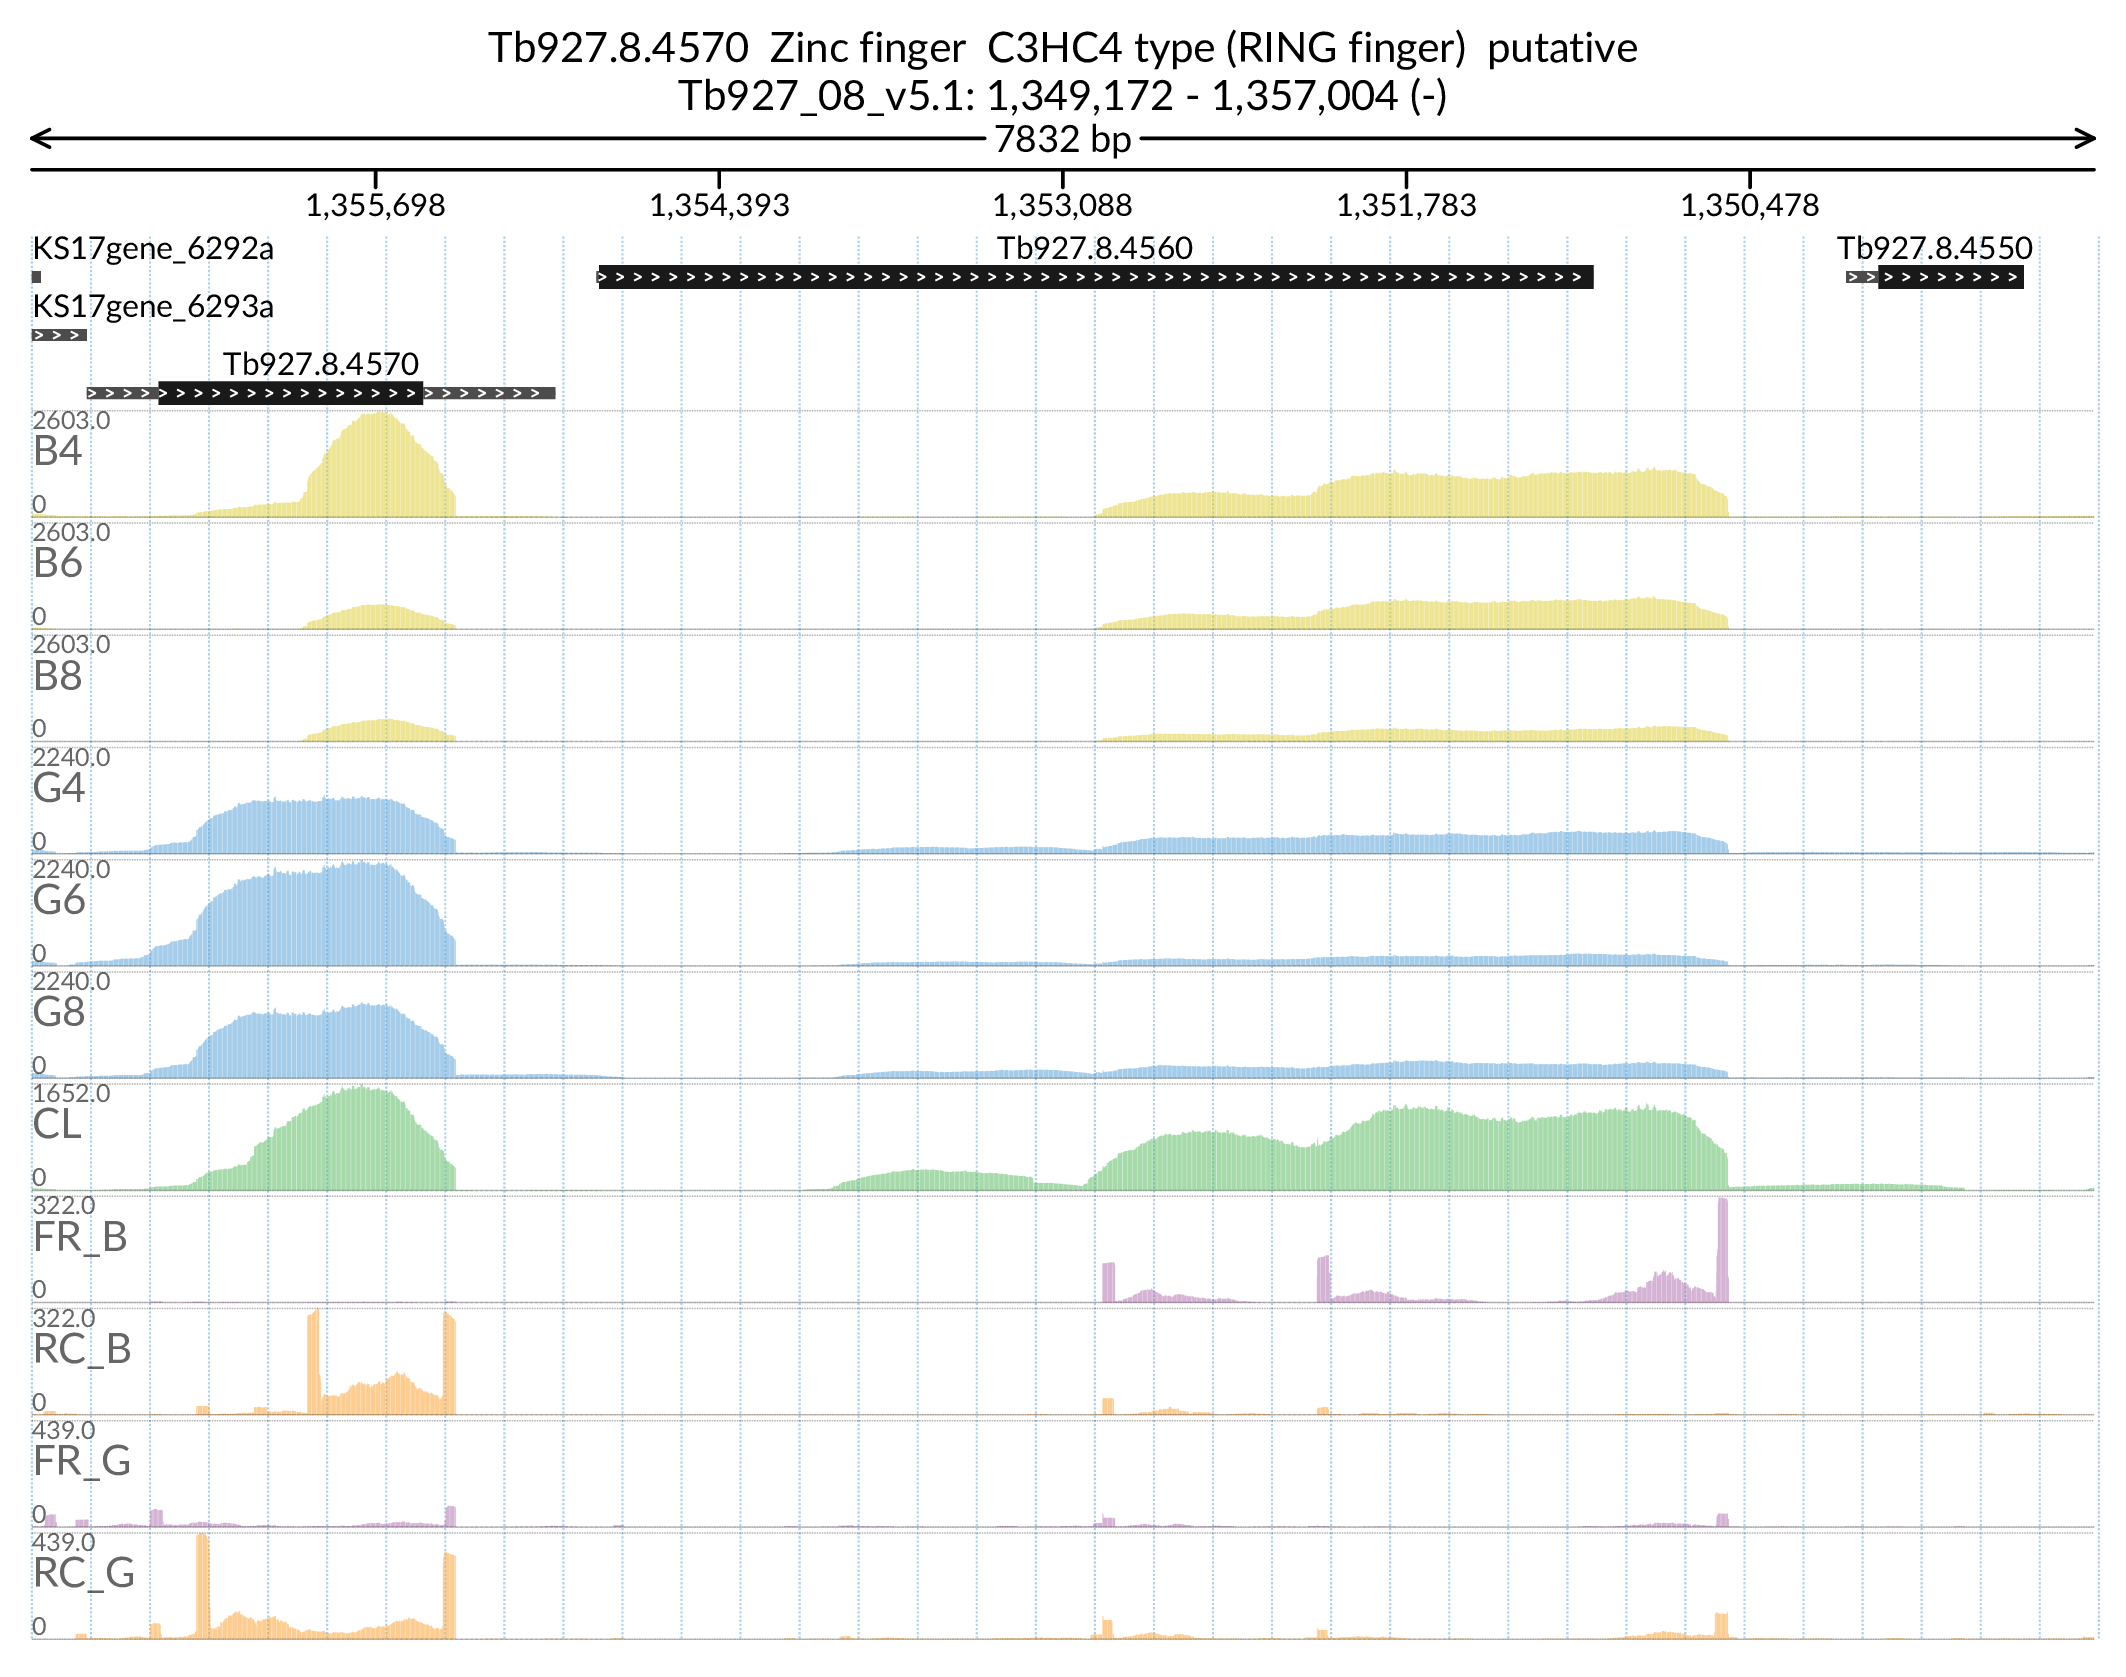 Tb927.8.4570 Zinc finger C3HC4 type (RING finger) putative
Tb927_08_v5.1: 1,349,172 - 1,357,004 (-)
7832 bp
1,355,698 1,354,393 1,353,088 1,351,783 1,350,478
KS17gene_6292a Tb927.8.4560 Tb927.8.4550
KS17gene_6293a
Tb927.8.4570
2603.0
B4
0
2603.0
B6
0
2603.0
B8
0
2240.0
G4
0
2240.0
G6
0
2240.0
G8
0
1652.0
CL
0
322.0
FR_B
0
322.0
RC_B
0
439.0
FR_G
0
439.0
RC_G
0